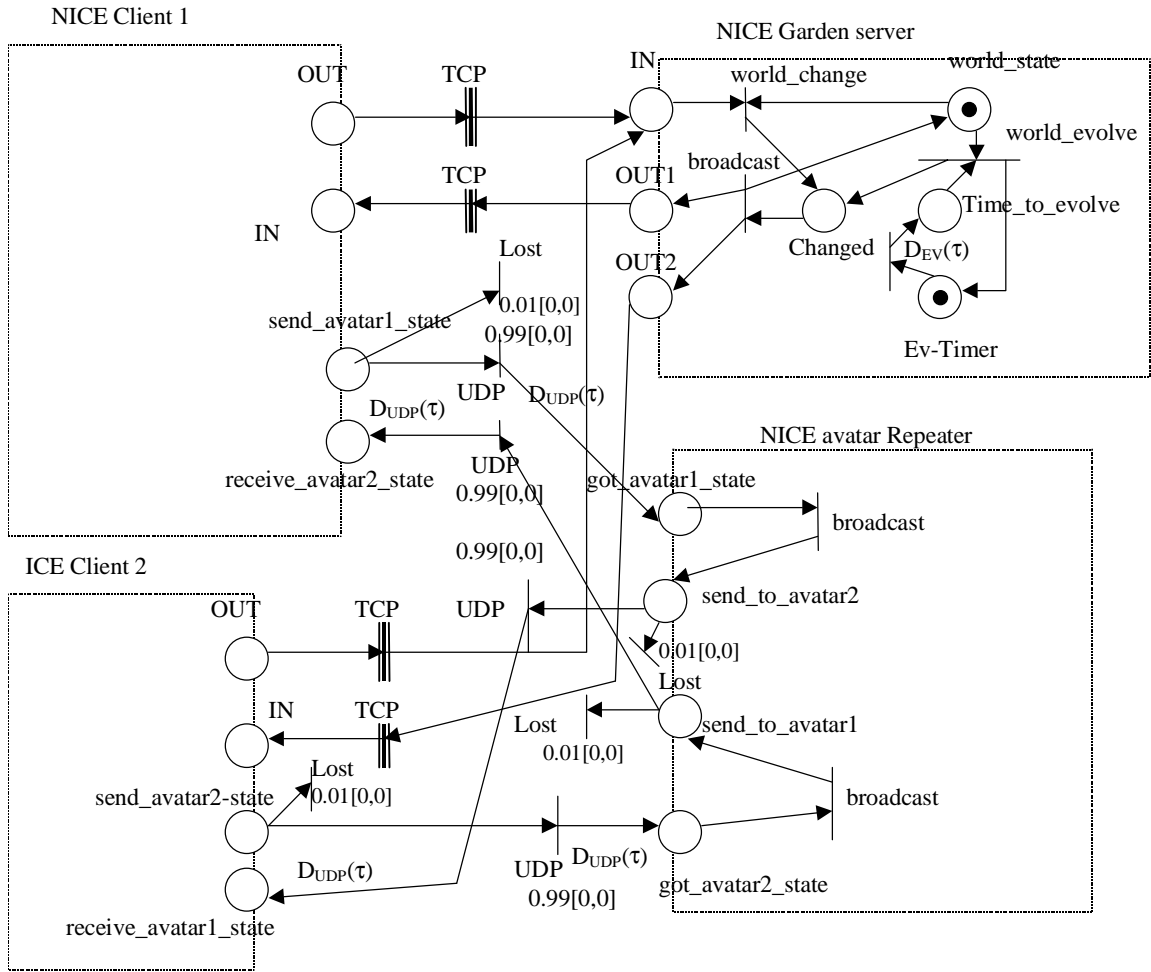 NICE Client 1
NICE Garden server
OUT
TCP
IN
world_change
world_state
world_evolve
TCP
OUT1
broadcast
Time_to_evolve
IN
Lost
Changed
D_EV(τ)
OUT2
0.01[0,0]
send_avatar1_state
0.99[0,0]
Ev-Timer
UDP
D_UDP(τ)
D_UDP(τ)
NICE avatar Repeater
UDP
receive_avatar2_state
got_avatar1_state
0.99[0,0]
broadcast
0.99[0,0]
ICE Client 2
OUT
TCP
UDP
send_to_avatar2
0.01[0,0]
Lost
IN
TCP
Lost
send_to_avatar1
0.01[0,0]
Lost
send_avatar2-state
0.01[0,0]
broadcast
D_UDP(τ)
UDP
D_UDP(τ)
0.99[0,0]
got_avatar2_state
receive_avatar1_state